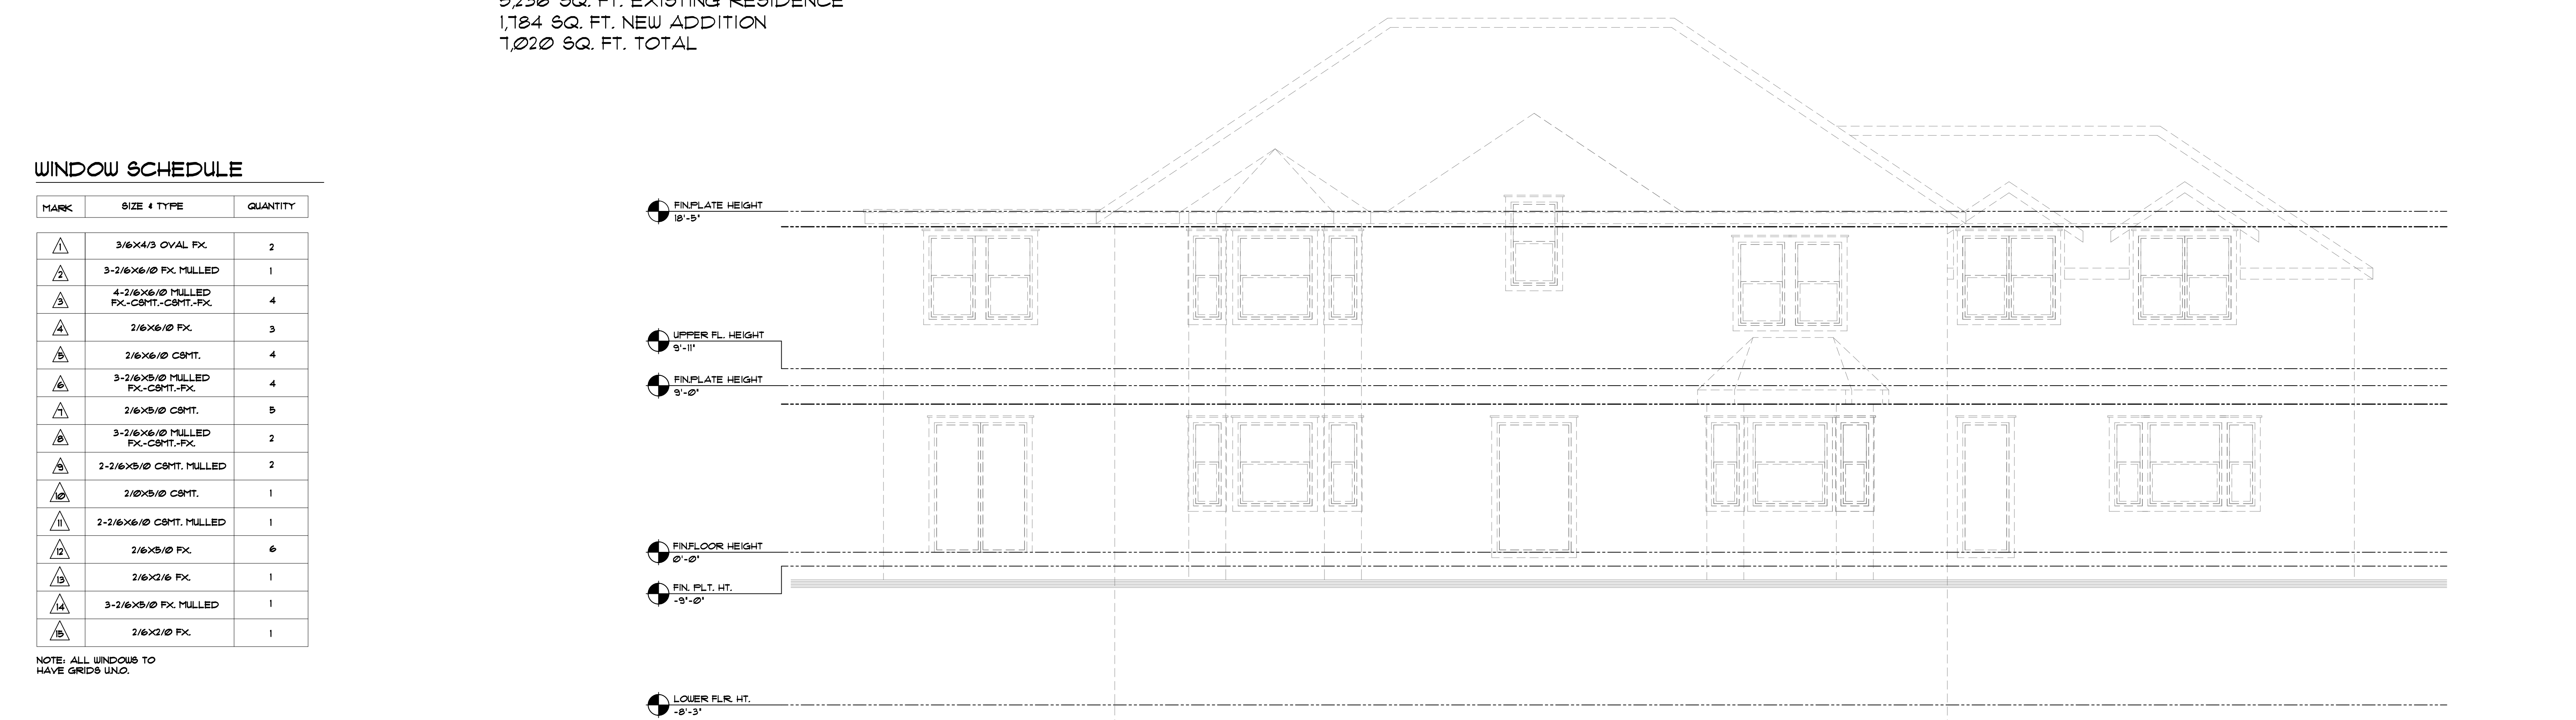 5,236 SQ. FT. EXISTING RESIDENCE
1,784 SQ. FT. NEW ADDITION
7,020 SQ. FT. TOTAL
WINDOW SCHEDULE
MARK SIZE & TYPE QUANTITY
1 3/6X4/3 OVAL FX. 2
2 3-2/6X6/0 FX. MULLED 1
3 4-2/6X6/0 MULLED
FX.-CSMT.-CSMT.-FX. 4
4 2/6X6/0 FX. 3
5 2/6X6/0 CSMT. 4
6 3-2/6X5/0 MULLED
FX.-CSMT.-FX. 4
7 2/6X5/0 CSMT. 5
8 3-2/6X6/0 MULLED
FX.-CSMT.-FX. 2
9 2-2/6X5/0 CSMT. MULLED 2
10 2/0X5/0 CSMT. 1
11 2-2/6X6/0 CSMT. MULLED 1
12 2/6X5/0 FX. 6
13 2/6X2/6 FX. 1
14 3-2/6X5/0 FX. MULLED 1
15 2/6X2/0 FX. 1
NOTE: ALL WINDOWS TO
HAVE GRIDS U.N.O.
FIN.PLATE HEIGHT
18'-5"
UPPER FL. HEIGHT
9'-11"
FIN.PLATE HEIGHT
9'-0"
FIN.FLOOR HEIGHT
0'-0"
FIN. PLT. HT.
-9"-0"
LOWER FLR. HT.
-8'-3"